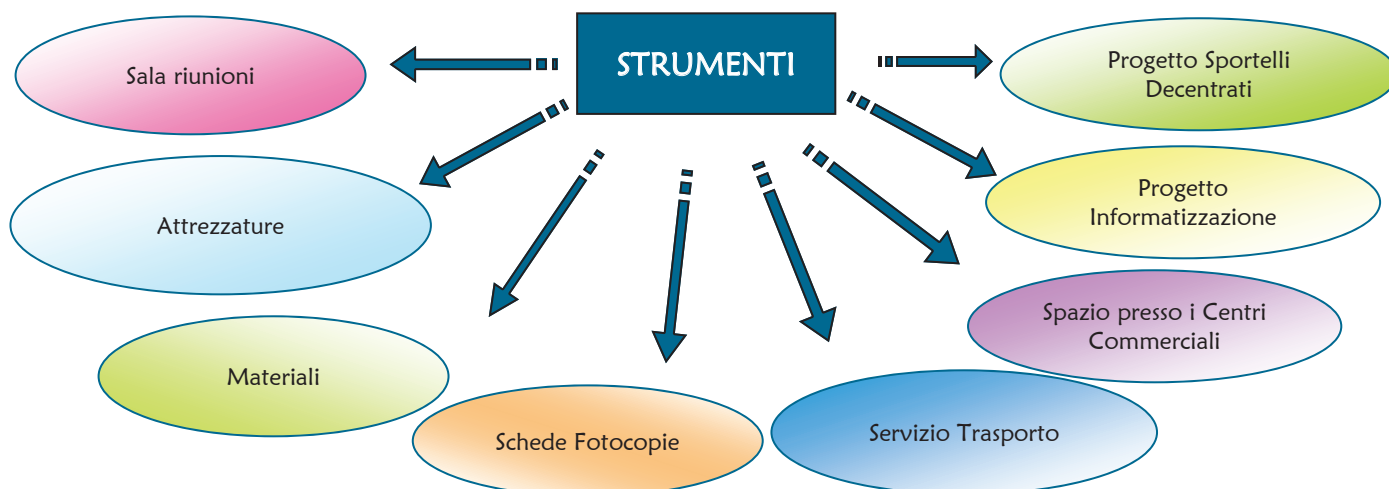 STRUMENTI
Sala riunioni
Attrezzature
Materiali
Schede Fotocopie
Servizio Trasporto
Spazio presso i Centri
Commerciali
Progetto
Informatizzazione
Progetto Sportelli
Decentrati